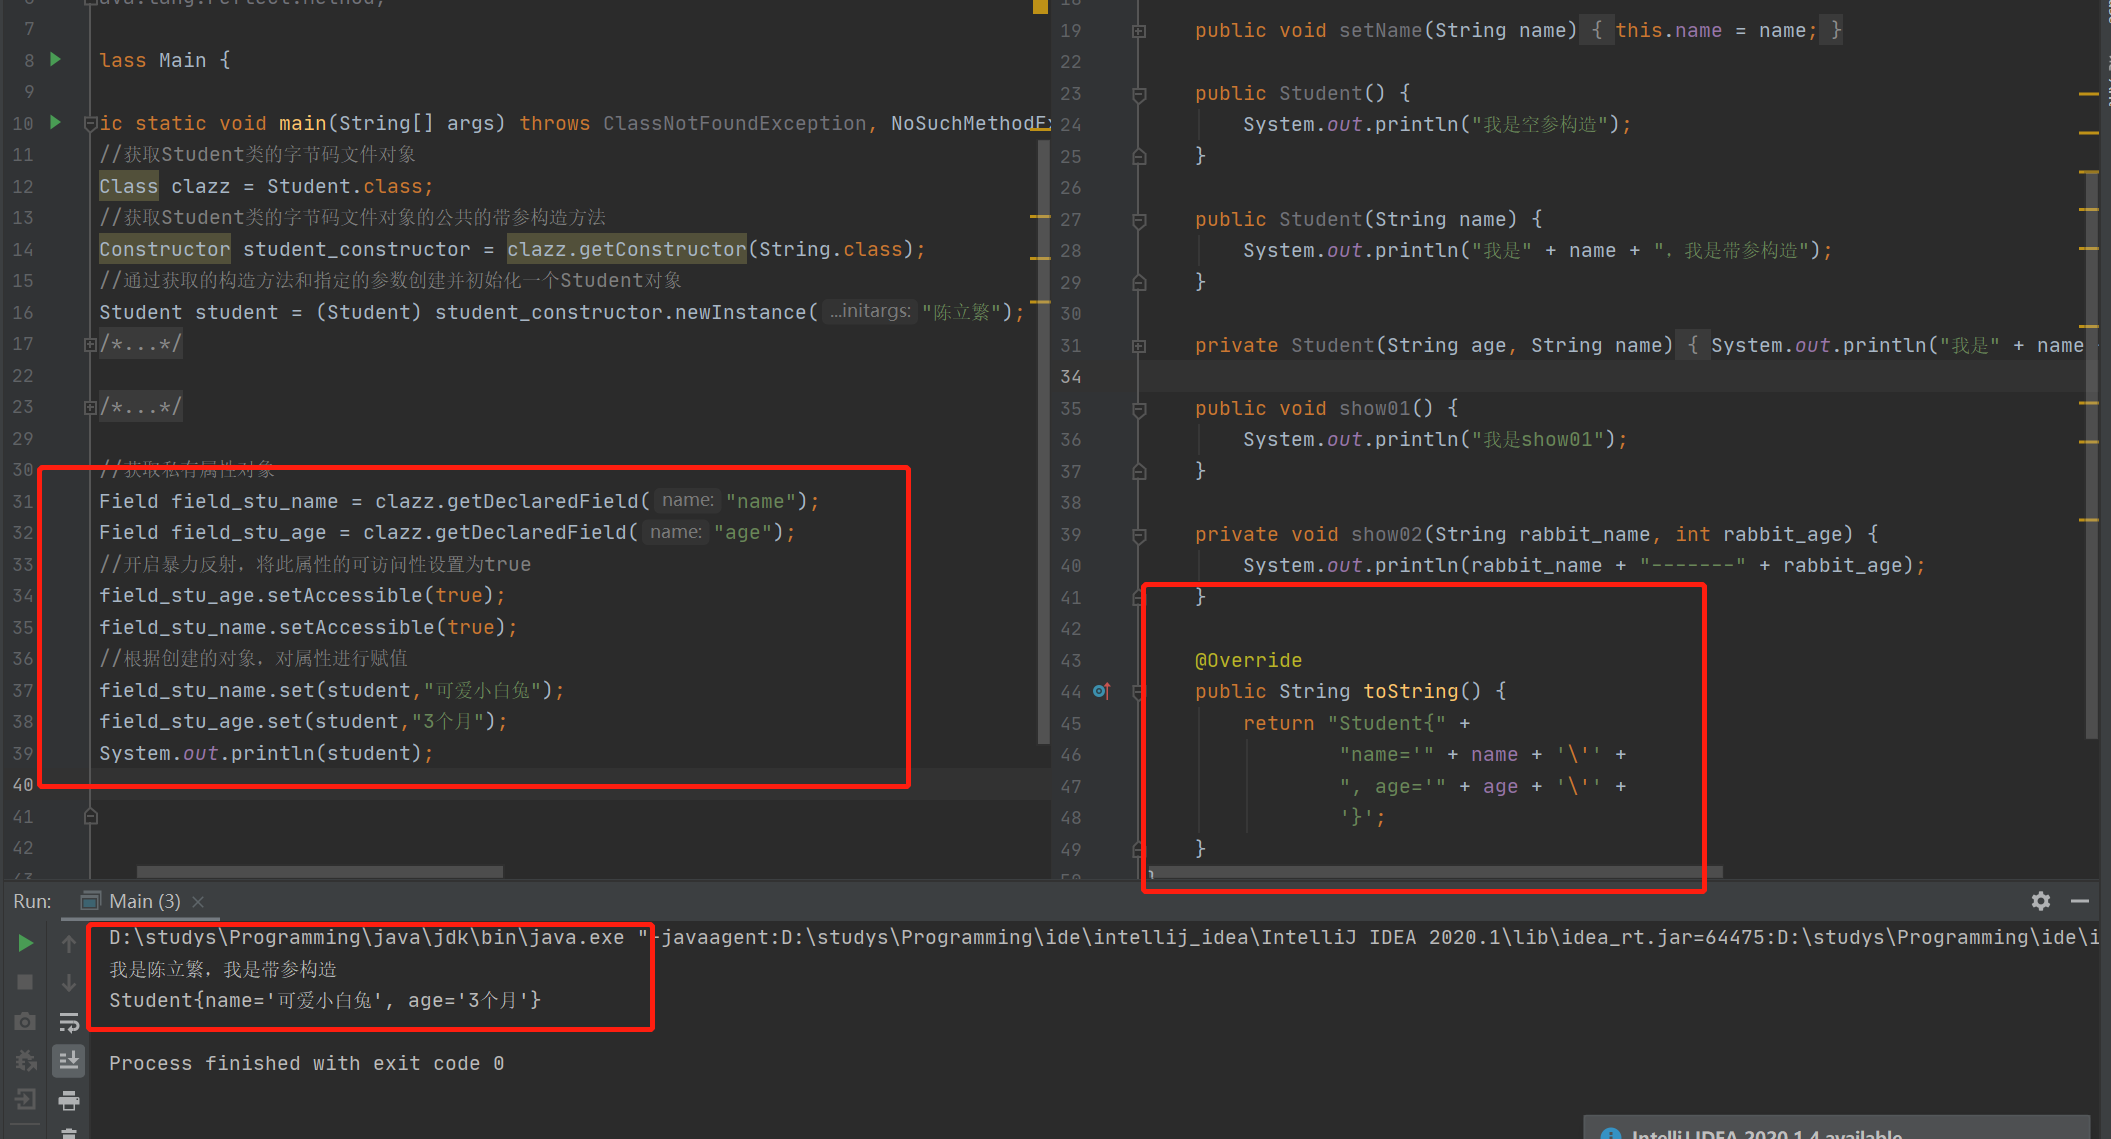 ava.lang.reflect.Method;
7
8 lass Main {
9
10 ic static void main(String[] args) throws ClassNotFoundException, NoSuchMethodEx
11 //获取Student类的字节码文件对象
12 Class clazz = Student.class;
13 //获取Student类的字节码文件对象的公共的带参构造方法
14 Constructor student_constructor = clazz.getConstructor(String.class);
15 //通过获取的构造方法和指定的参数创建并初始化一个Student对象
16 Student student = (Student) student_constructor.newInstance( ...initargs: "陈立繁");
17 /*...*/
22
23 /*...*/
29
30 //获取私有属性对象
31 Field field_stu_name = clazz.getDeclaredField( name: "name");
32 Field field_stu_age = clazz.getDeclaredField( name: "age");
33 //开启暴力反射，将此属性的可访问性设置为true
34 field_stu_age.setAccessible(true);
35 field_stu_name.setAccessible(true);
36 //根据创建的对象，对属性进行赋值
37 field_stu_name.set(student,"可爱小白兔");
38 field_stu_age.set(student,"3个月");
39 System.out.println(student);
40
41
42
43
18
19 public void setName(String name) { this.name = name; }
22
23 public Student() {
24 System.out.println("我是空参构造");
25 }
26
27 public Student(String name) {
28 System.out.println("我是" + name + "，我是带参构造");
29 }
30
31 private Student(String age, String name) { System.out.println("我是" + name
34
35 public void show01() {
36 System.out.println("我是show01");
37 }
38
39 private void show02(String rabbit_name, int rabbit_age) {
40 System.out.println(rabbit_name + "-------" + rabbit_age);
41 }
42
43 @Override
44 public String toString() {
45 return "Student{" +
46 "name='" + name + '\'' +
47 ", age='" + age + '\'' +
48 '}';
49 }
50 }
Run: Main (3)
D:\studys\Programming\java\jdk\bin\java.exe "-javaagent:D:\studys\Programming\ide\intellij_idea\IntelliJ IDEA 2020.1\lib\idea_rt.jar=64475:D:\studys\Programming\ide\i
我是陈立繁，我是带参构造
Student{name='可爱小白兔', age='3个月'}
Process finished with exit code 0
IntelliJ IDEA 2020.1.4 available